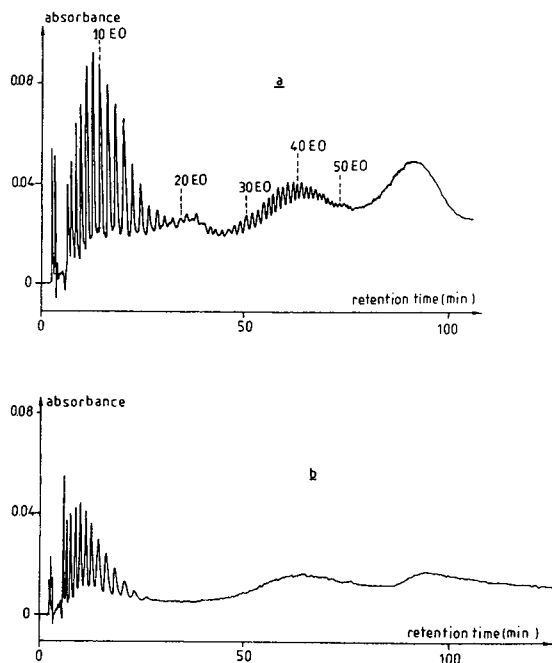 absorbance
10 EO
0.08
a
40 EO
0.04
20 EO
30 EO
50 EO
0
retention time (min)
0
50
100
0.08
absorbance
b
0.04
0
retention time (min)
0
50
100